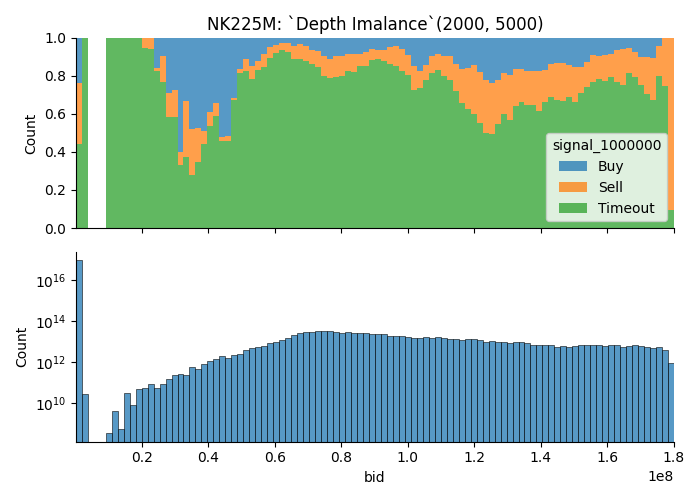 NK225M: `Depth Imalance`(2000, 5000)
1.0
0.8
0.6
0.4
0.2
0.0
Count
signal_1000000
Buy
Sell
Timeout
10^16
10^14
10^12
10^10
Count
0.2 0.4 0.6 0.8 1.0 1.2 1.4 1.6 1.8
1e8
bid